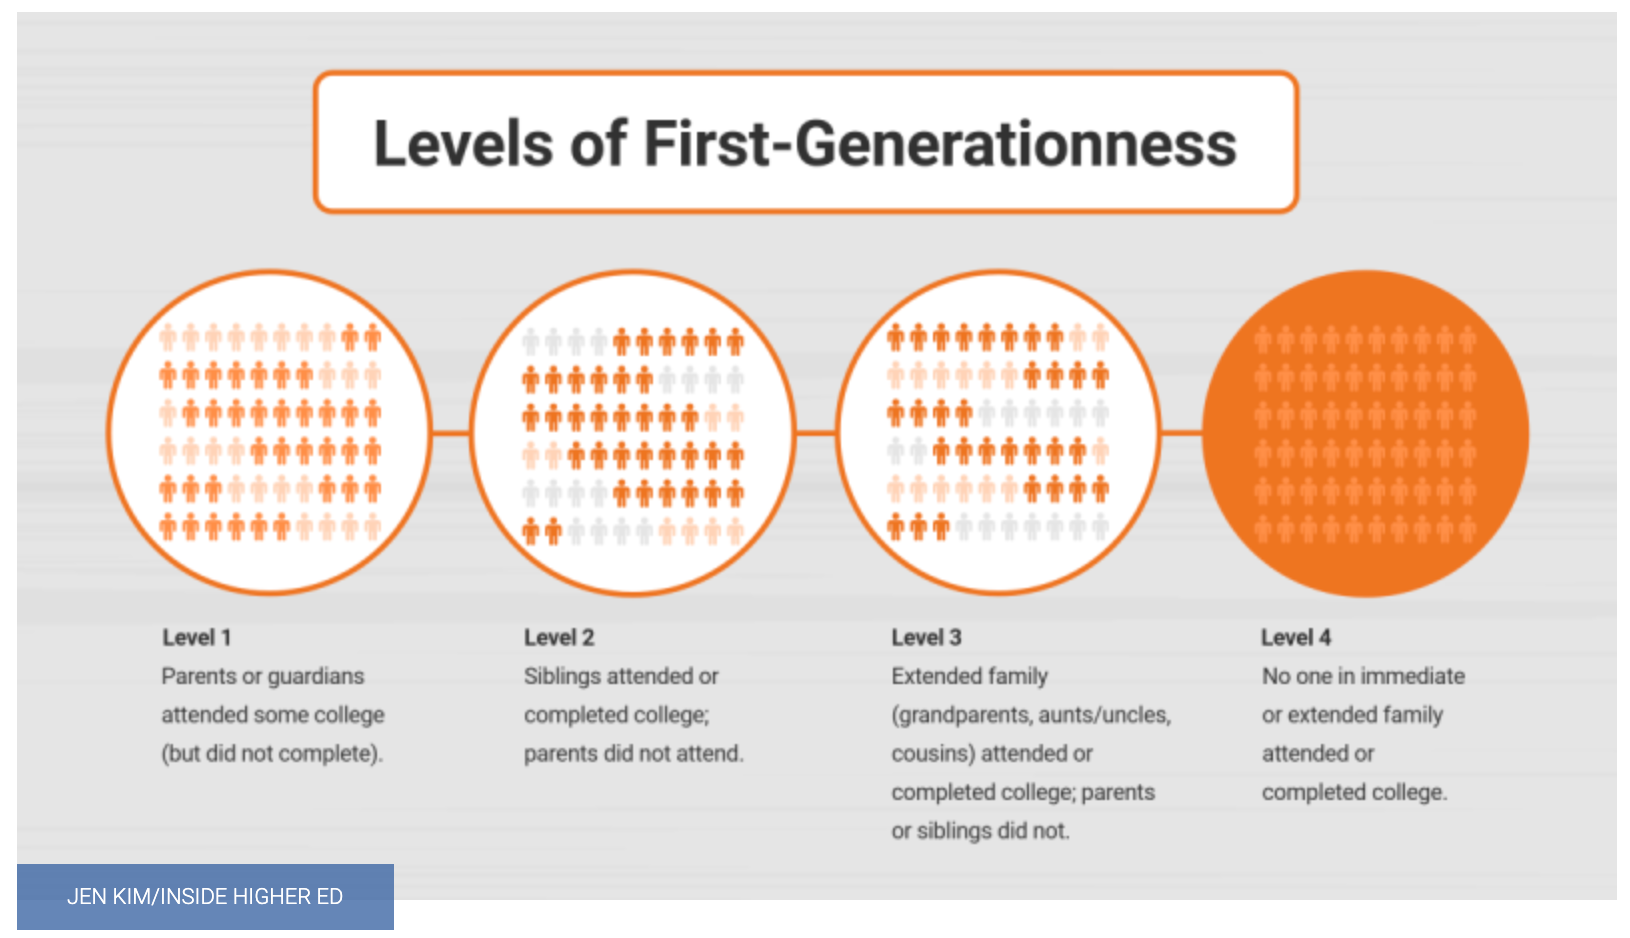 Levels of First-Generationness
Level 1
Parents or guardians
attended some college
(but did not complete).
Level 2
Siblings attended or
completed college;
parents did not attend.
Level 3
Extended family
(grandparents, aunts/uncles,
cousins) attended or
completed college; parents
or siblings did not.
Level 4
No one in immediate
or extended family
attended or
completed college.
JEN KIM/INSIDE HIGHER ED